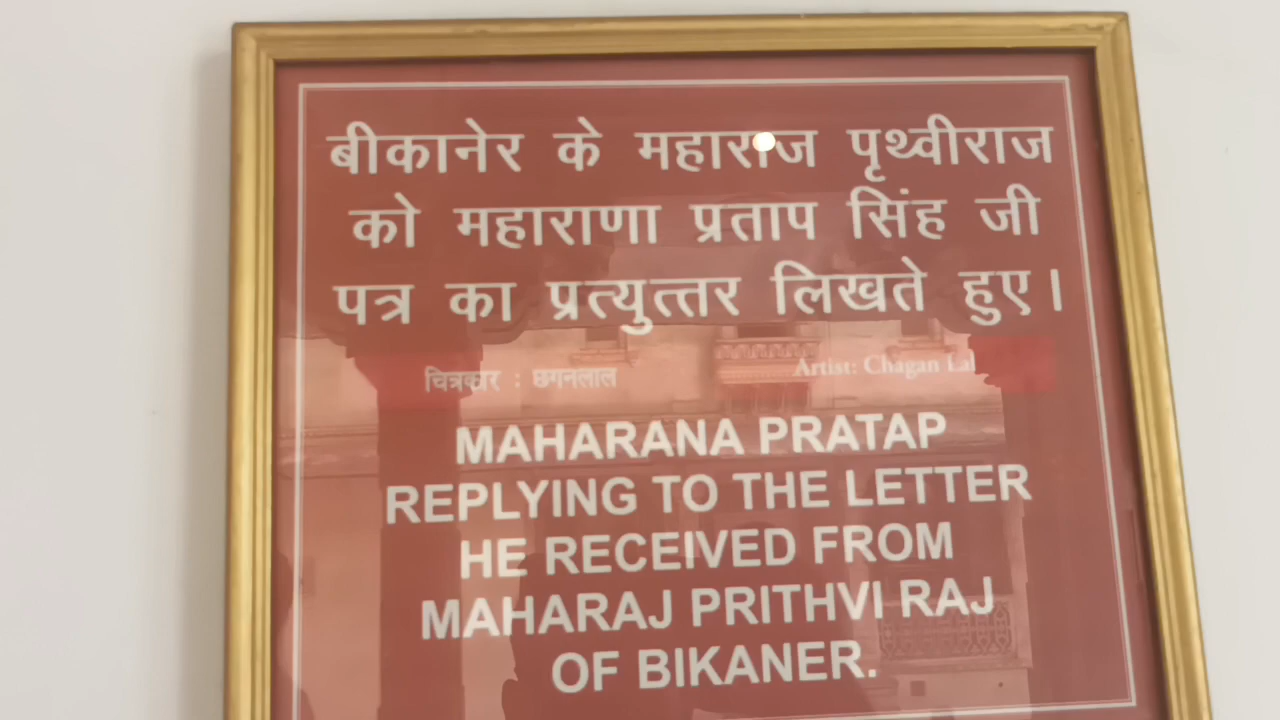 बीकानेर के महाराज पृथ्वीराज
को महाराणा प्रताप सिंह जी
पत्र का प्रत्युत्तर लिखते हुए।
चित्रकार : छगनलाल Artist: Chagan Lal
MAHARANA PRATAP
REPLYING TO THE LETTER
HE RECEIVED FROM
MAHARAJ PRITHVI RAJ
OF BIKANER.